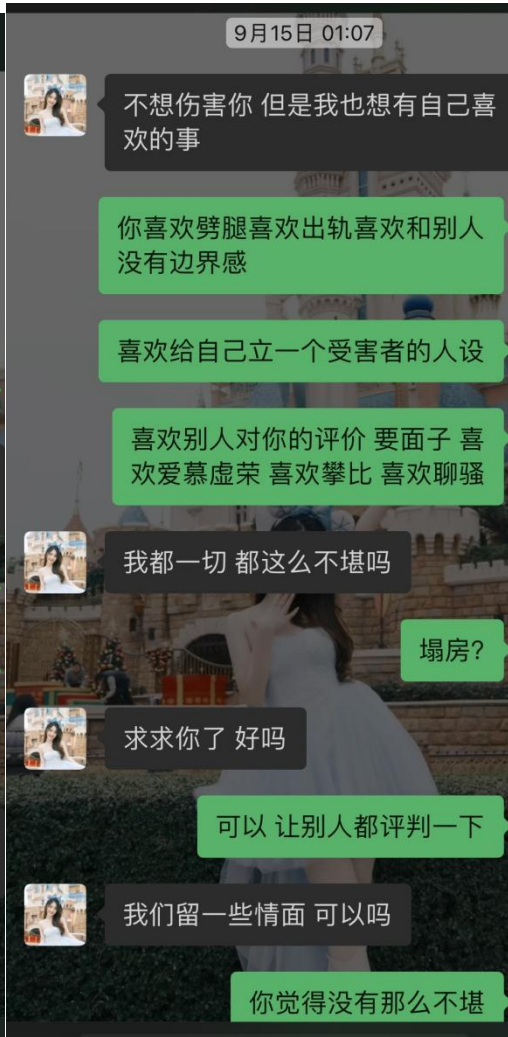 9月15日 01:07
不想伤害你 但是我也想有自己喜
欢的事
你喜欢劈腿喜欢出轨喜欢和别人
没有边界感
喜欢给自己立一个受害者的人设
喜欢别人对你的评价 要面子 喜
欢爱慕虚荣 喜欢攀比 喜欢聊骚
我都一切 都这么不堪吗
塌房?
求求你了 好吗
可以 让别人都评判一下
我们留一些情面 可以吗
你觉得没有那么不堪